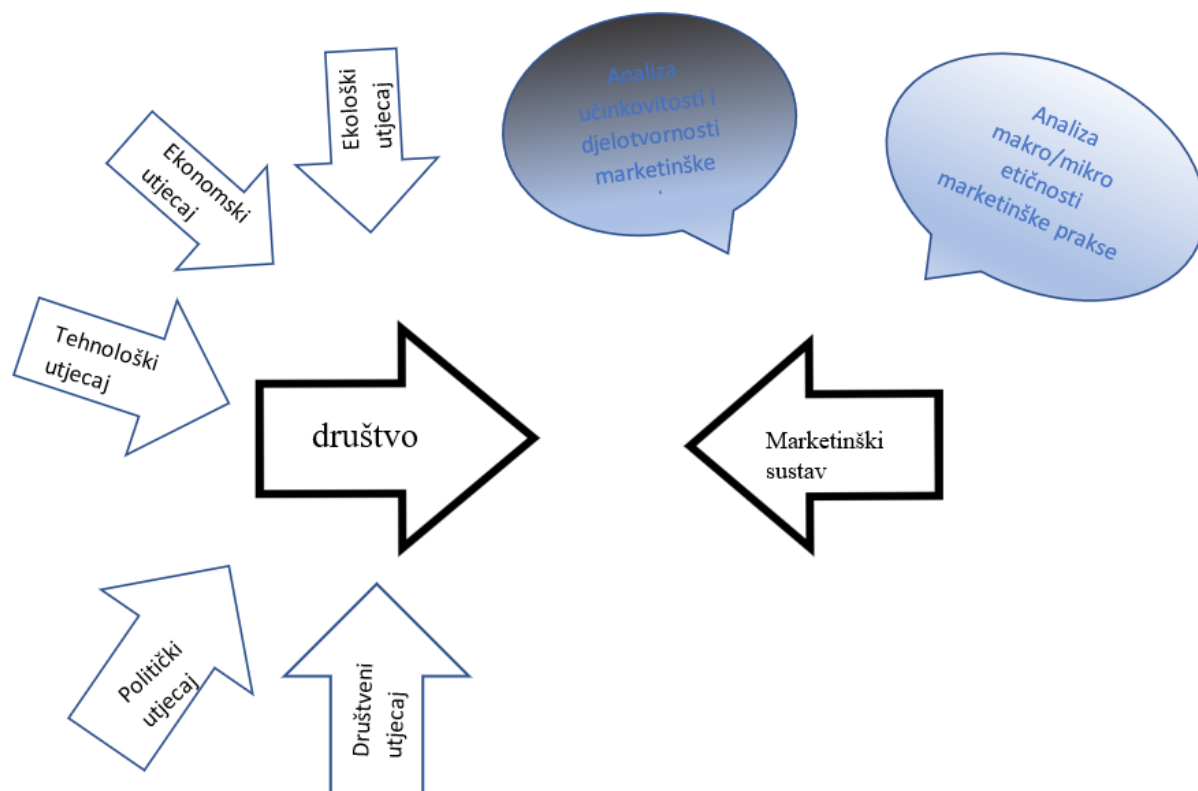 Ekološki
utjecaj
Analiza
učinkovitosti i
djelotvornosti
marketinške
.
Analiza
makro/mikro
etičnosti
marketinške prakse
Ekonomski
utjecaj
Tehnološki
utjecaj
društvo
Marketinški
sustav
Politički
utjecaj
Društveni
utjecaj